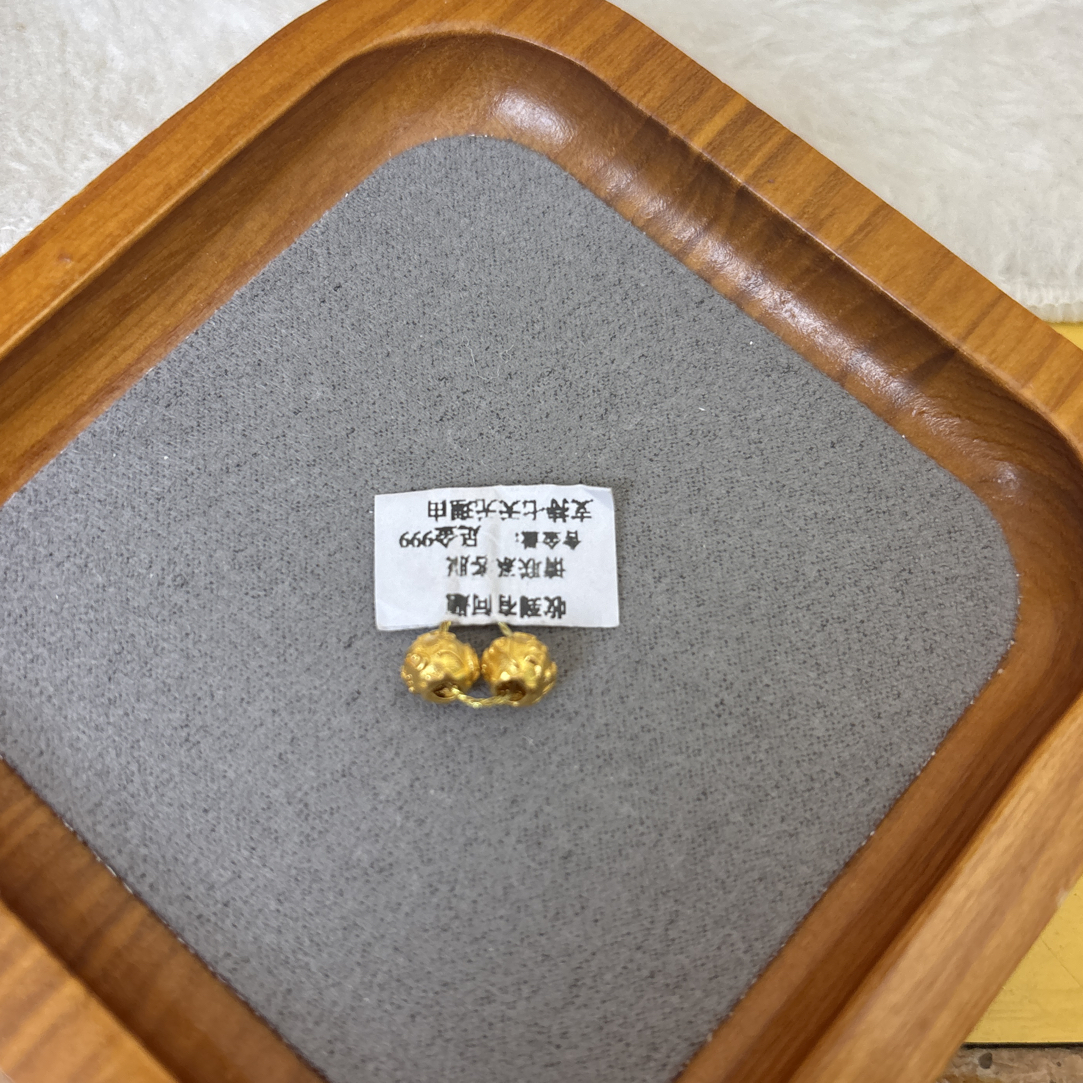 收到有问题
请联系客服
含金量: 足金999
支持七天无理由